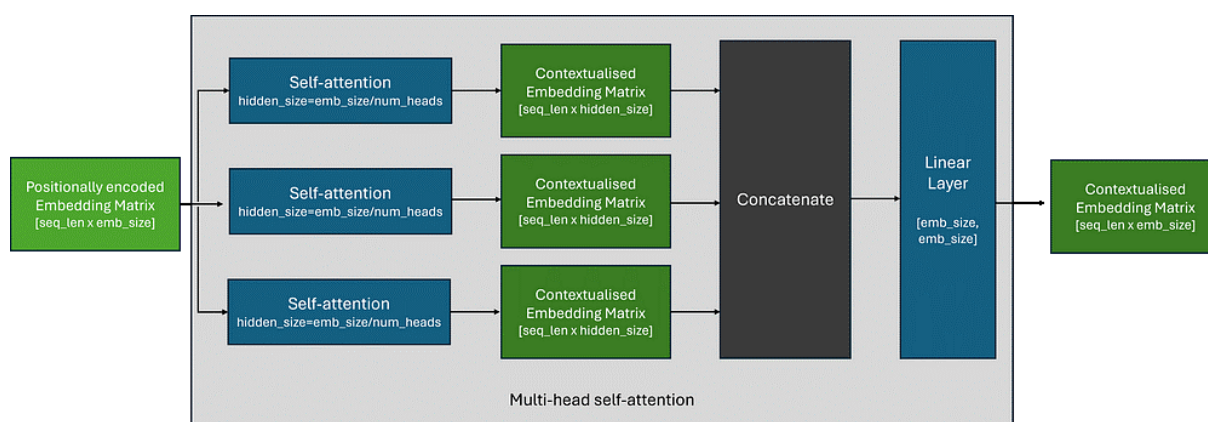 Positionally encoded
Embedding Matrix
[seq_len x emb_size]
Self-attention
hidden_size=emb_size/num_heads
Self-attention
hidden_size=emb_size/num_heads
Self-attention
hidden_size=emb_size/num_heads
Contextualised
Embedding Matrix
[seq_len x hidden_size]
Contextualised
Embedding Matrix
[seq_len x hidden_size]
Contextualised
Embedding Matrix
[seq_len x hidden_size]
Concatenate
Linear
Layer
[emb_size,
emb_size]
Contextualised
Embedding Matrix
[seq_len x emb_size]
Multi-head self-attention